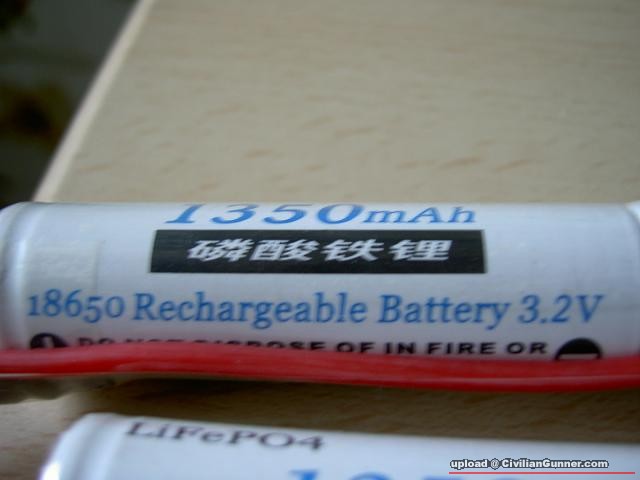 1350mAh
磷酸铁锂
18650 Rechargeable Battery 3.2V
DO NOT DISPOSE OF IN FIRE OR
LiFePO4
upload @ CivilianGunner.com